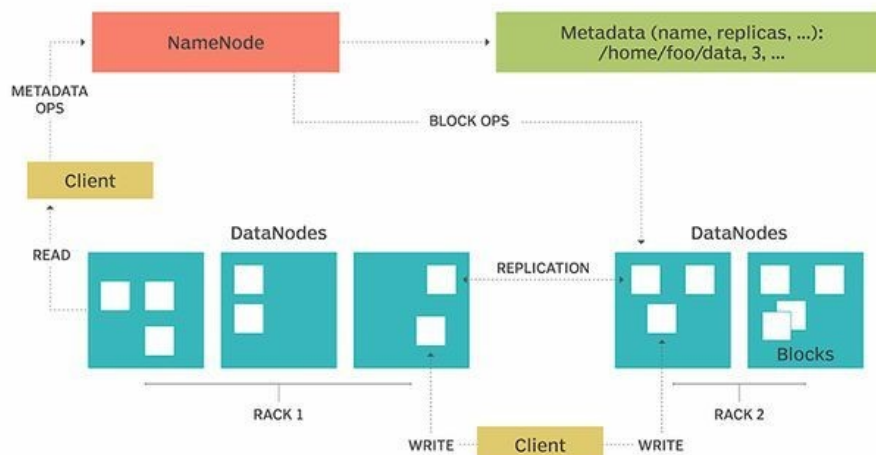 NameNode
Metadata (name, replicas, ...):
/home/foo/data, 3, ...
METADATA
OPS
BLOCK OPS
Client
READ
DataNodes
REPLICATION
DataNodes
Blocks
RACK 1
RACK 2
WRITE
Client
WRITE